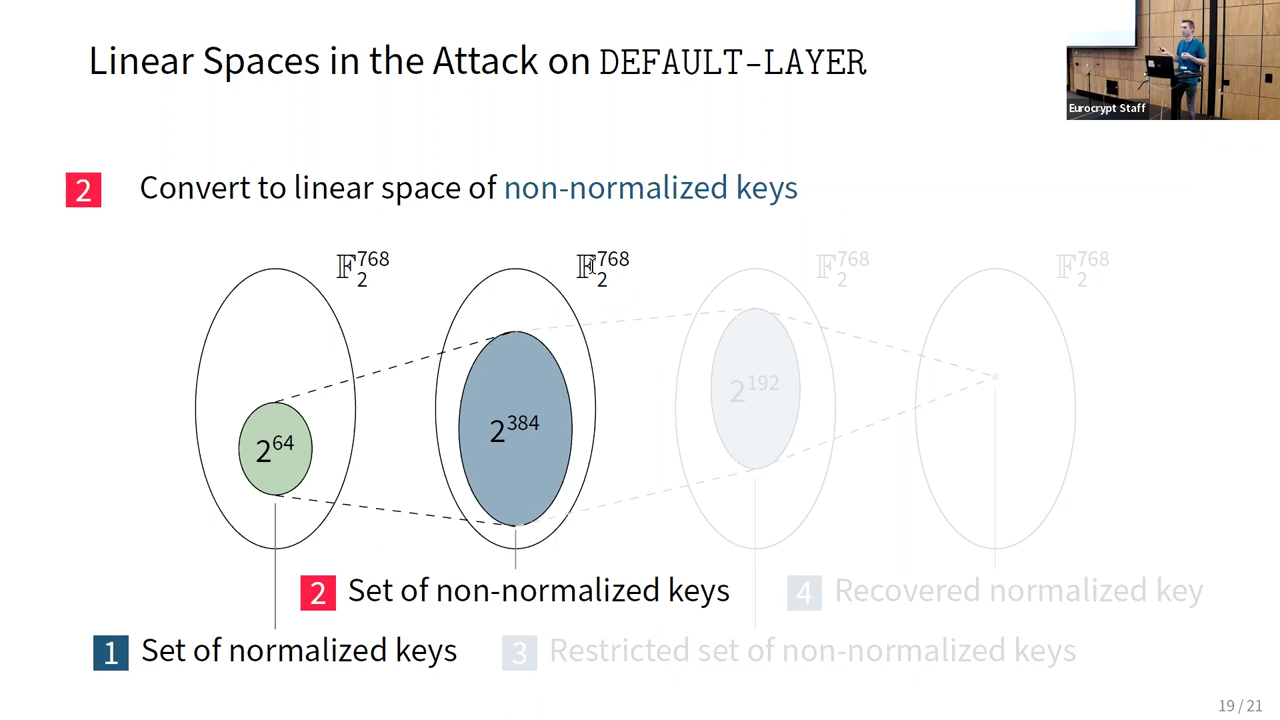 Linear Spaces in the Attack on DEFAULT-LAYER
Eurocrypt Staff
2 Convert to linear space of non-normalized keys
𝔽₂⁷⁶⁸ 𝔽₂⁷⁶⁸ 𝔽₂⁷⁶⁸ 𝔽₂⁷⁶⁸
2⁶⁴ 2³⁸⁴ 2¹⁹²
2 Set of non-normalized keys 4 Recovered normalized key
1 Set of normalized keys 3 Restricted set of non-normalized keys
19 / 21